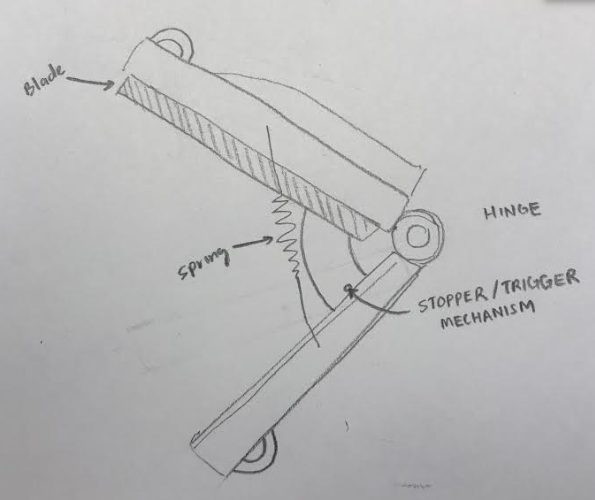 Blade
HINGE
Spring
STOPPER/TRIGGER
MECHANISM